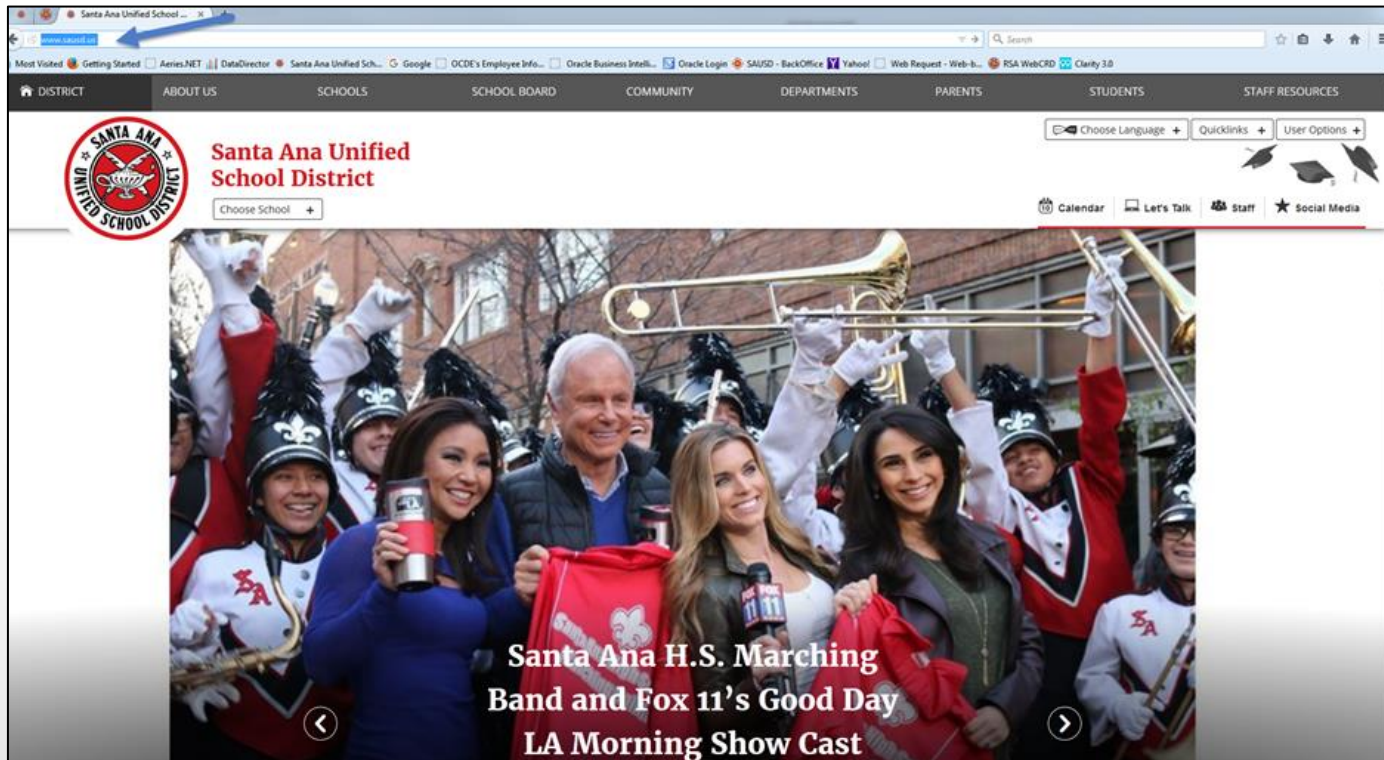 Santa Ana Unified School ... x +
www.sausd.us
Search
Most Visited Getting Started Aeries.NET DataDirector Santa Ana Unified Sch... Google OCDE's Employee Info... Oracle Business Intelli... Oracle Login SAUSD - BackOffice Yahoo! Web Request - Web-b... RSA WebCRD Clarity 3.0
DISTRICT ABOUT US SCHOOLS SCHOOL BOARD COMMUNITY DEPARTMENTS PARENTS STUDENTS STAFF RESOURCES
SANTA ANA
UNIFIED SCHOOL DISTRICT
Santa Ana Unified
School District
Choose School +
Choose Language + Quicklinks + User Options +
10 Calendar Let's Talk Staff Social Media
SA
FOX
11
FOX
11
SA
Santa Ana H.S. Marching
Band and Fox 11's Good Day
LA Morning Show Cast